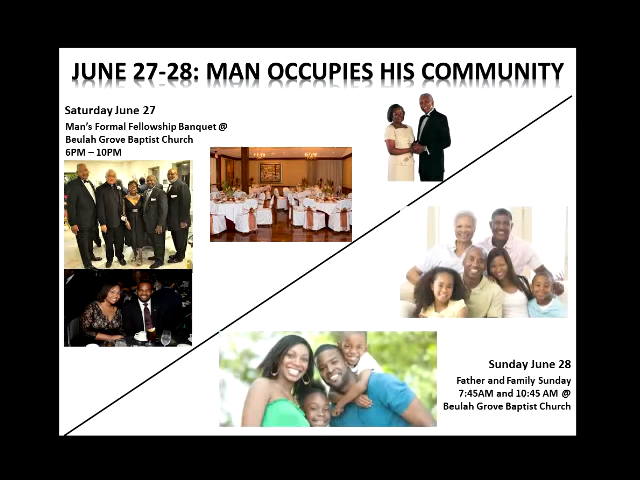 JUNE 27-28: MAN OCCUPIES HIS COMMUNITY
Saturday June 27
Man's Formal Fellowship Banquet @
Beulah Grove Baptist Church
6PM – 10PM
Sunday June 28
Father and Family Sunday
7:45AM and 10:45 AM @
Beulah Grove Baptist Church